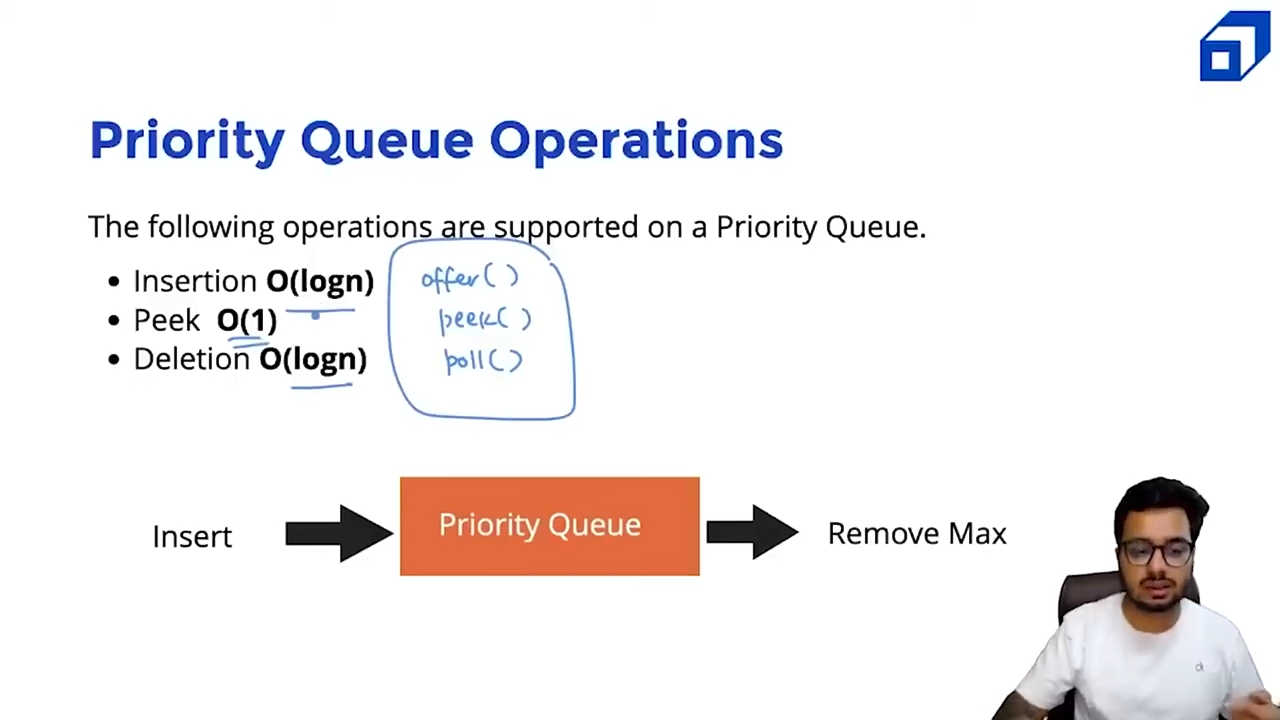 Priority Queue Operations
The following operations are supported on a Priority Queue.
• Insertion O(logn)
• Peek O(1)
• Deletion O(logn)
offer()
peek()
poll()
Insert
Priority Queue
Remove Max